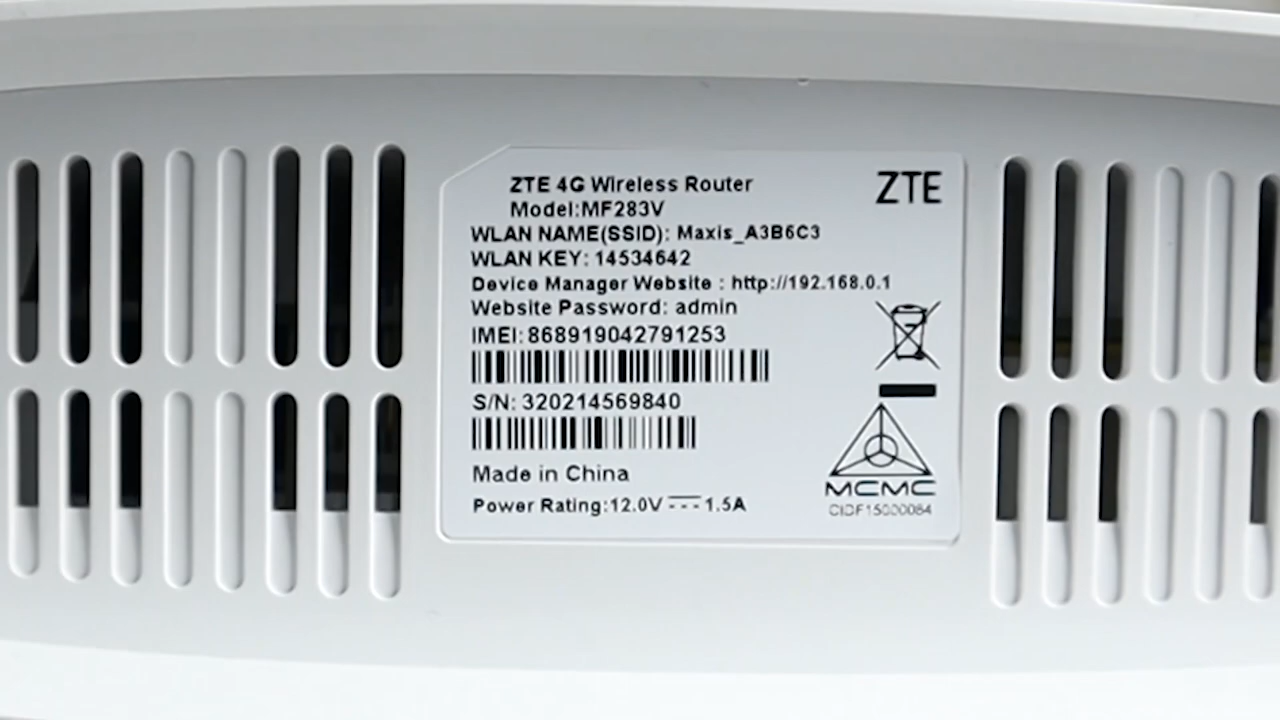 ZTE 4G Wireless Router
ZTE
Model:MF283V
WLAN NAME(SSID): Maxis_A3B6C3
WLAN KEY: 14534642
Device Manager Website : http://192.168.0.1
Website Password: admin
IMEI: 868919042791253
S/N: 320214569840
Made in China
Power Rating:12.0V 1.5A
MCMC
CIDF15000064